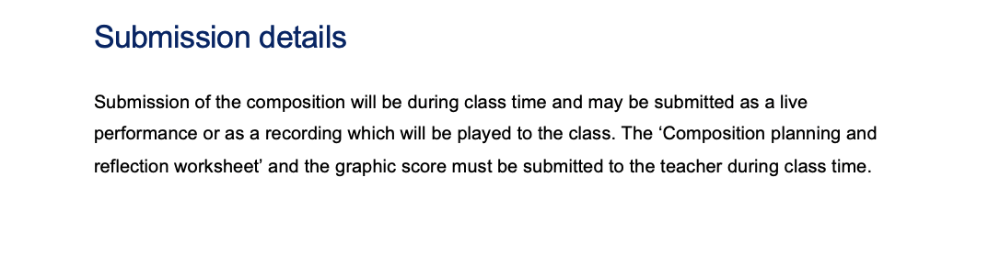 Submission details
Submission of the composition will be during class time and may be submitted as a live
performance or as a recording which will be played to the class. The ‘Composition planning and
reflection worksheet’ and the graphic score must be submitted to the teacher during class time.